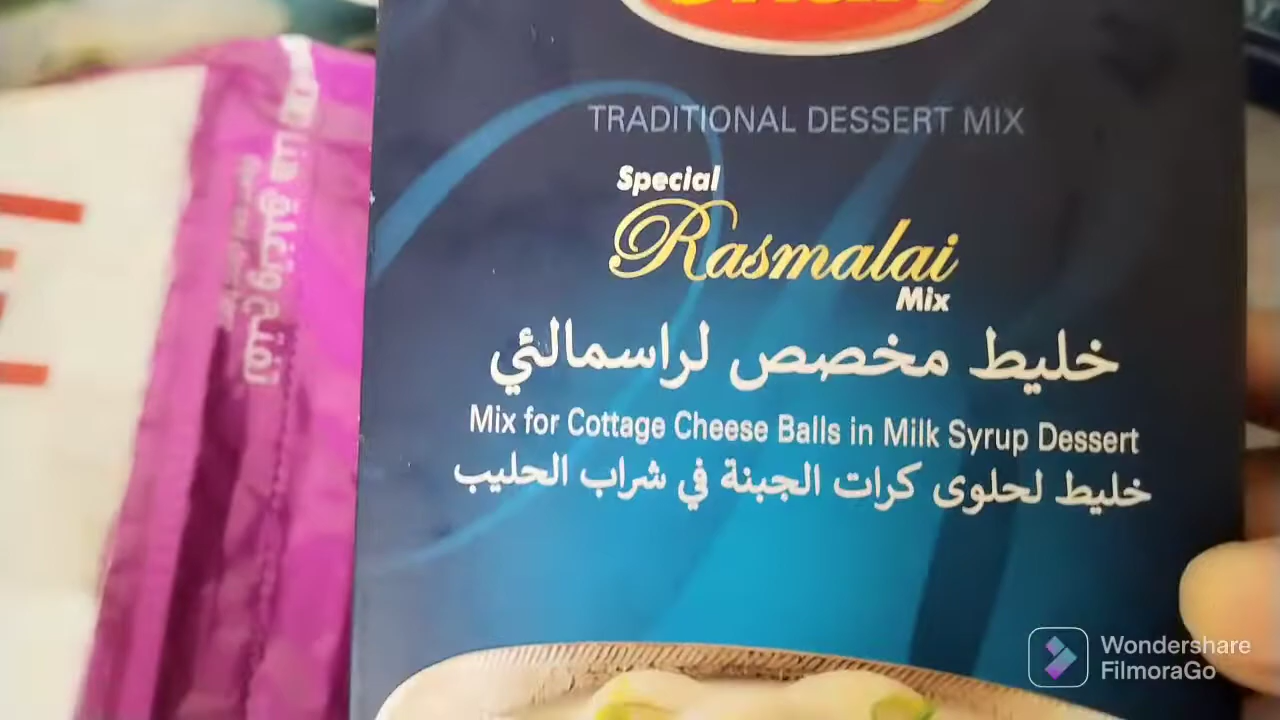 TRADITIONAL DESSERT MIX
Special
Rasmalai
Mix
خليط مخصص لراسمالئي
Mix for Cottage Cheese Balls in Milk Syrup Dessert
خليط لحلوى كرات الجبنة في شراب الحليب
Wondershare
FilmoraGo